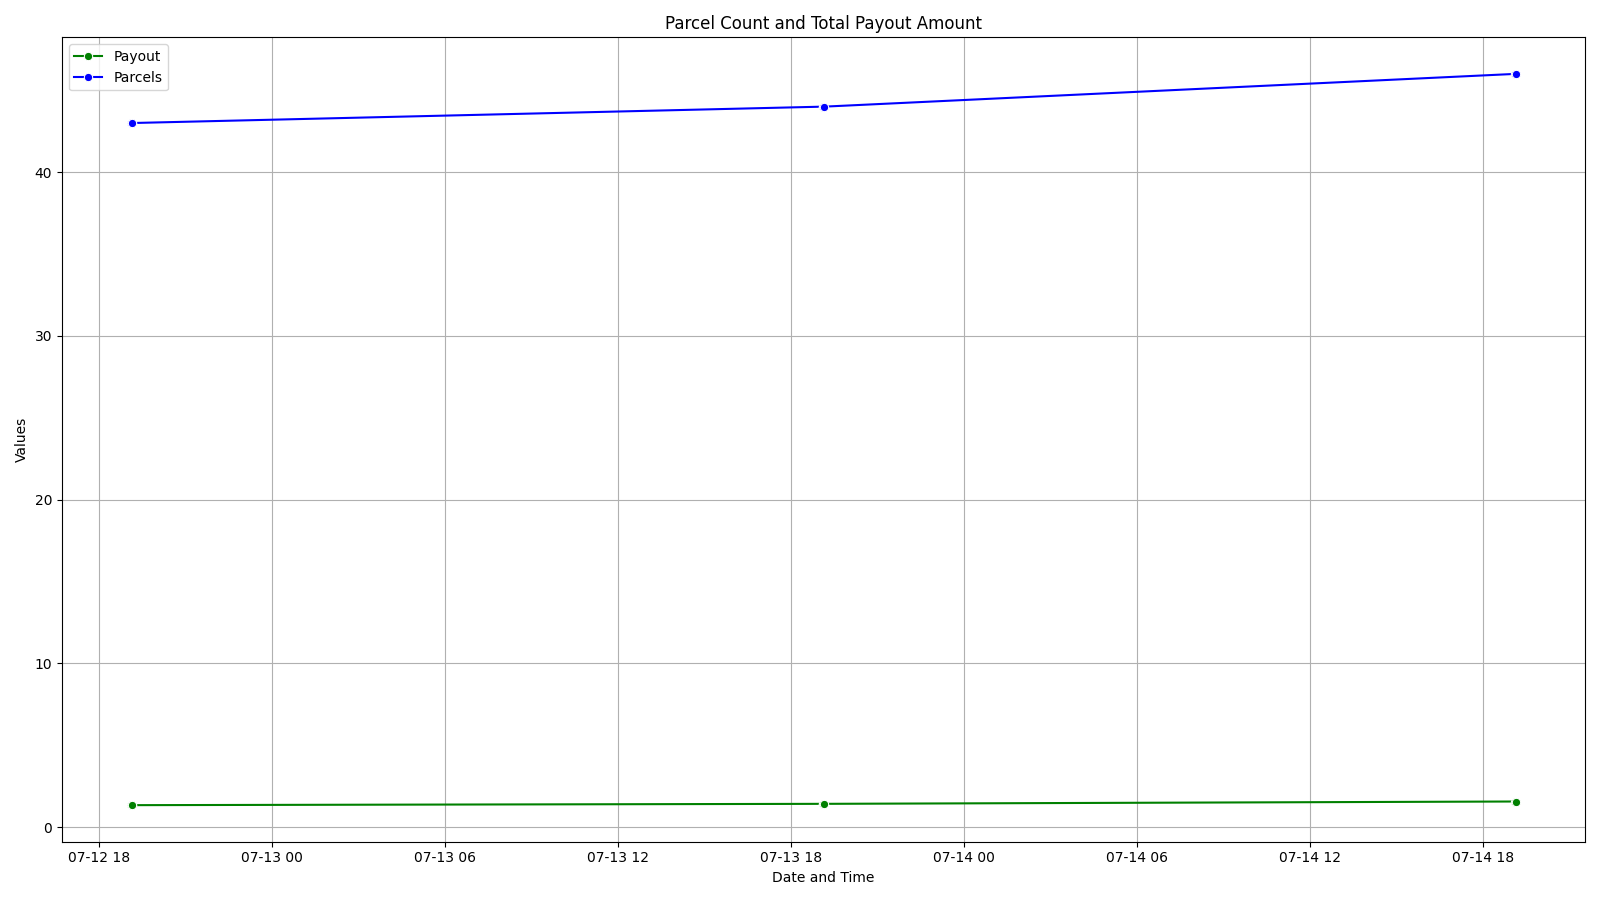 Parcel Count and Total Payout Amount
Payout
Parcels
40
30
20
10
0
Values
07-12 18
07-13 00
07-13 06
07-13 12
07-13 18
07-14 00
07-14 06
07-14 12
07-14 18
Date and Time